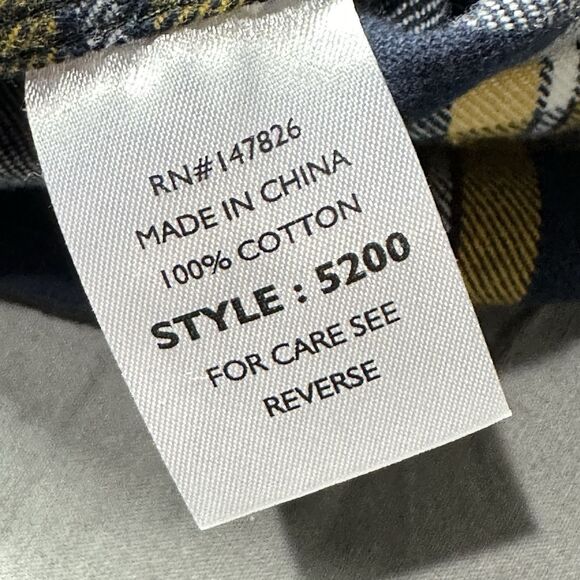 RN#147826
MADE IN CHINA
100% COTTON
STYLE : 5200
FOR CARE SEE
REVERSE